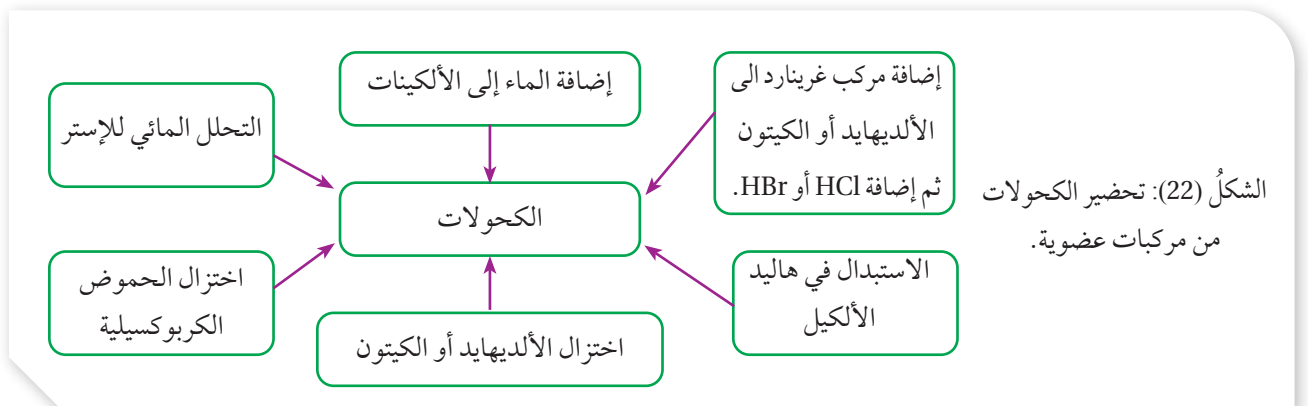 إضافة مركب غرينارد الى
الألديهايد أو الكيتون
ثم إضافة HCl أو HBr.
إضافة الماء إلى الألكينات
التحلل المائي للإستر
الشكلُ (22): تحضير الكحولات
من مركبات عضوية.
الكحولات
الاستبدال في هاليد
الألكيل
اختزال الألديهايد أو الكيتون
اختزال الحموض
الكربوكسيلية